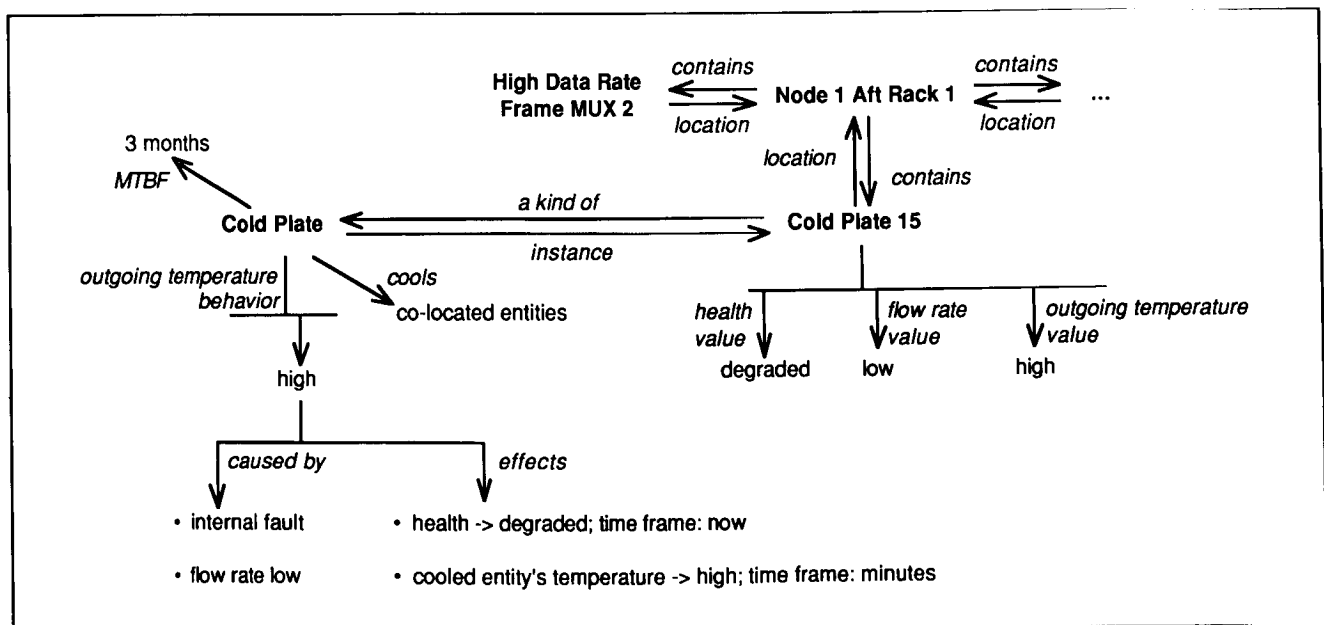 contains
contains
High Data Rate
Frame MUX 2
Node 1 Aft Rack 1
...
location
location
3 months
MTBF
location
contains
a kind of
Cold Plate
Cold Plate 15
instance
outgoing temperature
behavior
cools
co-located entities
health
value
flow rate
value
outgoing temperature
value
degraded
low
high
high
caused by
effects
• internal fault
• health -> degraded; time frame: now
• flow rate low
• cooled entity's temperature -> high; time frame: minutes